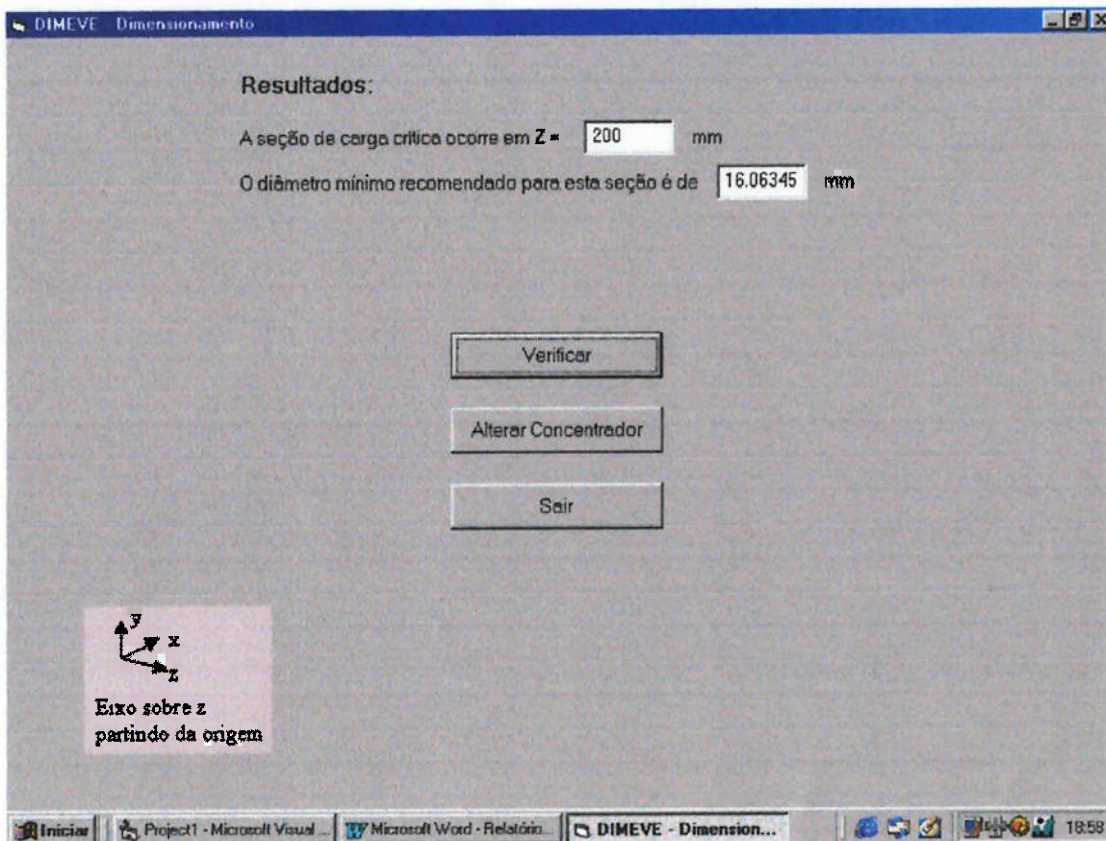 DIMEVE - Dimensionamento
Resultados:
A seção de carga crítica ocorre em Z = 200 mm
O diâmetro mínimo recomendado para esta seção é de 16.06345 mm
Verificar
Alterar Concentrador
Sair
y
x
z
Eixo sobre z
partindo da origem
Iniciar Project1 - Microsoft Visual ... Microsoft Word - Relatório... DIMEVE - Dimension... 18:58